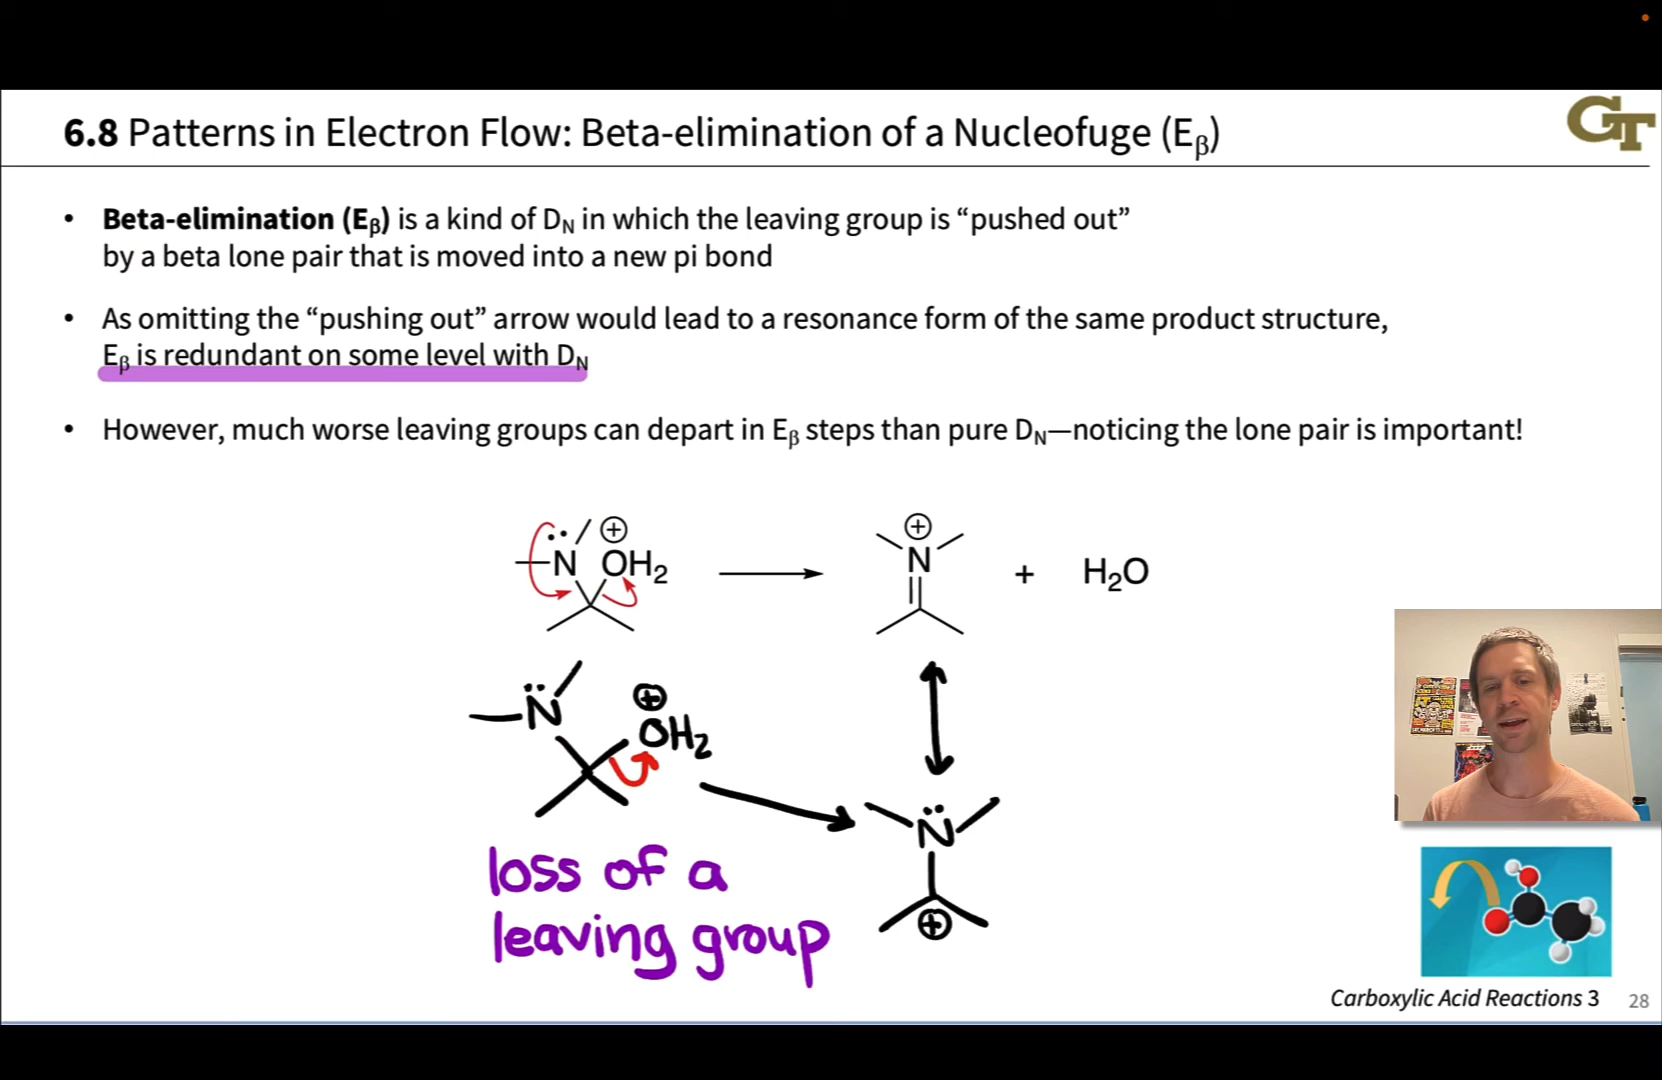 6.8 Patterns in Electron Flow: Beta-elimination of a Nucleofuge (Eβ)
GT
• Beta-elimination (Eβ) is a kind of DN in which the leaving group is “pushed out”
by a beta lone pair that is moved into a new pi bond
• As omitting the “pushing out” arrow would lead to a resonance form of the same product structure,
Eβ is redundant on some level with DN
• However, much worse leaving groups can depart in Eβ steps than pure DN—noticing the lone pair is important!
N OH2 N + H2O
N OH2
N
loss of a
leaving group
Carboxylic Acid Reactions 3 28